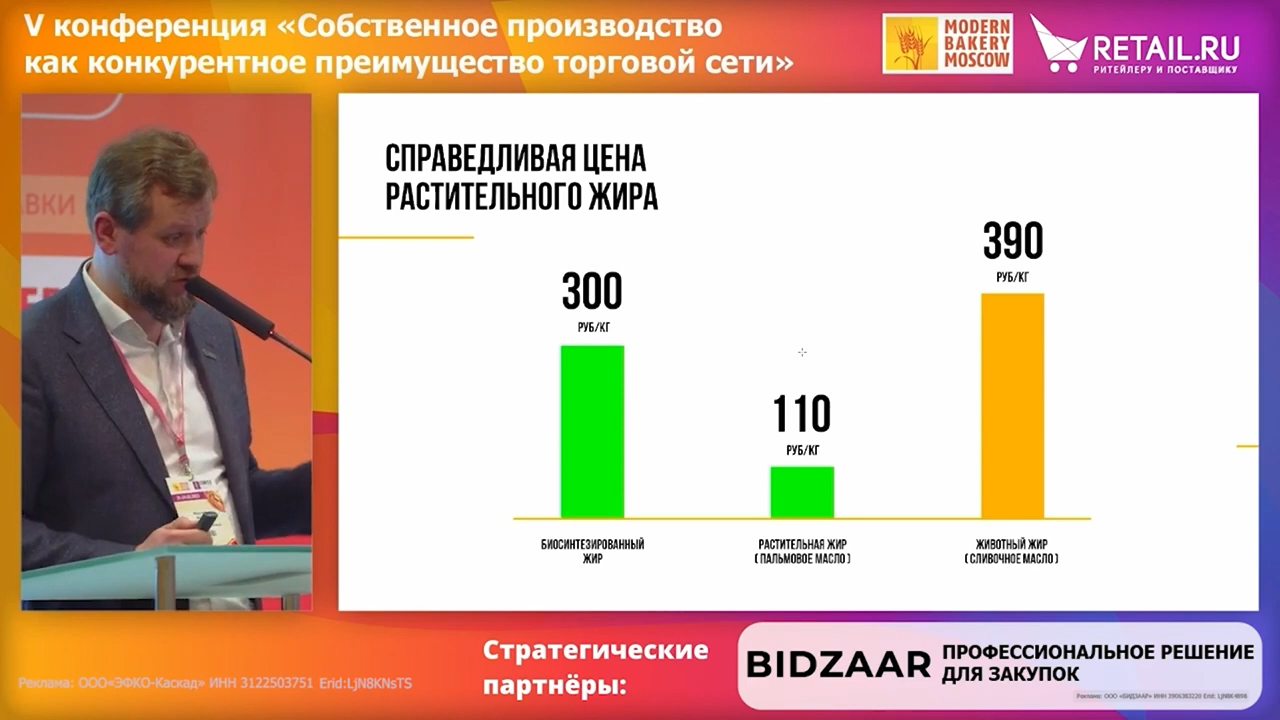 V конференция «Собственное производство
как конкурентное преимущество торговой сети»
MODERN
BAKERY
MOSCOW
RETAIL.RU
РИТЕЙЛЕРУ И ПОСТАВЩИКУ
АВКИ
СПРАВЕДЛИВАЯ ЦЕНА
РАСТИТЕЛЬНОГО ЖИРА
300
РУБ/КГ
110
РУБ/КГ
390
РУБ/КГ
БИОСИНТЕЗИРОВАННЫЙ
ЖИР
РАСТИТЕЛЬНАЯ ЖИР
( ПАЛЬМОВОЕ МАСЛО )
ЖИВОТНЫЙ ЖИР
( СЛИВОЧНОЕ МАСЛО )
Стратегические
партнёры:
BIDZAAR
ПРОФЕССИОНАЛЬНОЕ РЕШЕНИЕ
ДЛЯ ЗАКУПОК
Реклама: ООО«ЭФКО-Каскад» ИНН 3122503751 Erid:LjN8KNsTS